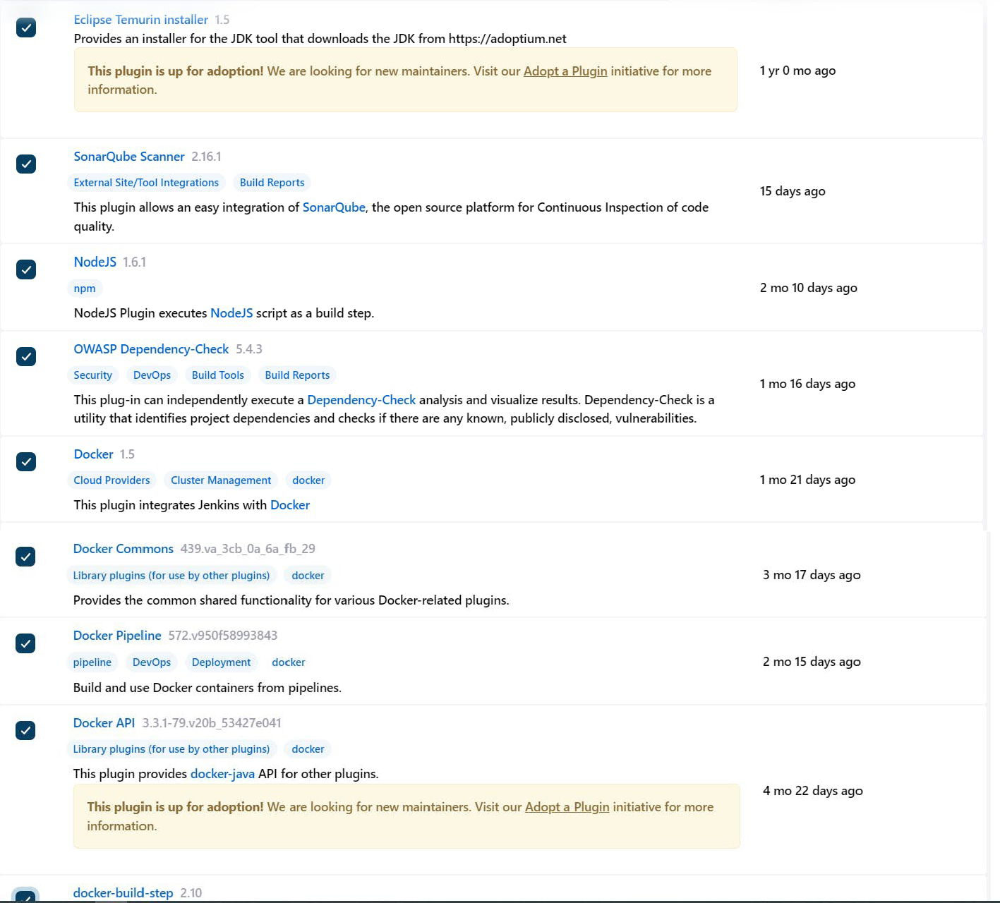 Eclipse Temurin installer 1.5
Provides an installer for the JDK tool that downloads the JDK from https://adoptium.net
This plugin is up for adoption! We are looking for new maintainers. Visit our Adopt a Plugin initiative for more
information.
1 yr 0 mo ago
SonarQube Scanner 2.16.1
External Site/Tool Integrations Build Reports
This plugin allows an easy integration of SonarQube, the open source platform for Continuous Inspection of code
quality.
15 days ago
NodeJS 1.6.1
npm
NodeJS Plugin executes NodeJS script as a build step.
2 mo 10 days ago
OWASP Dependency-Check 5.4.3
Security DevOps Build Tools Build Reports
This plug-in can independently execute a Dependency-Check analysis and visualize results. Dependency-Check is a
utility that identifies project dependencies and checks if there are any known, publicly disclosed, vulnerabilities.
1 mo 16 days ago
Docker 1.5
Cloud Providers Cluster Management docker
This plugin integrates Jenkins with Docker
1 mo 21 days ago
Docker Commons 439.va_3cb_0a_6a_fb_29
Library plugins (for use by other plugins) docker
Provides the common shared functionality for various Docker-related plugins.
3 mo 17 days ago
Docker Pipeline 572.v950f58993843
pipeline DevOps Deployment docker
Build and use Docker containers from pipelines.
2 mo 15 days ago
Docker API 3.3.1-79.v20b_53427e041
Library plugins (for use by other plugins) docker
This plugin provides docker-java API for other plugins.
This plugin is up for adoption! We are looking for new maintainers. Visit our Adopt a Plugin initiative for more
information.
4 mo 22 days ago
docker-build-step 2.10